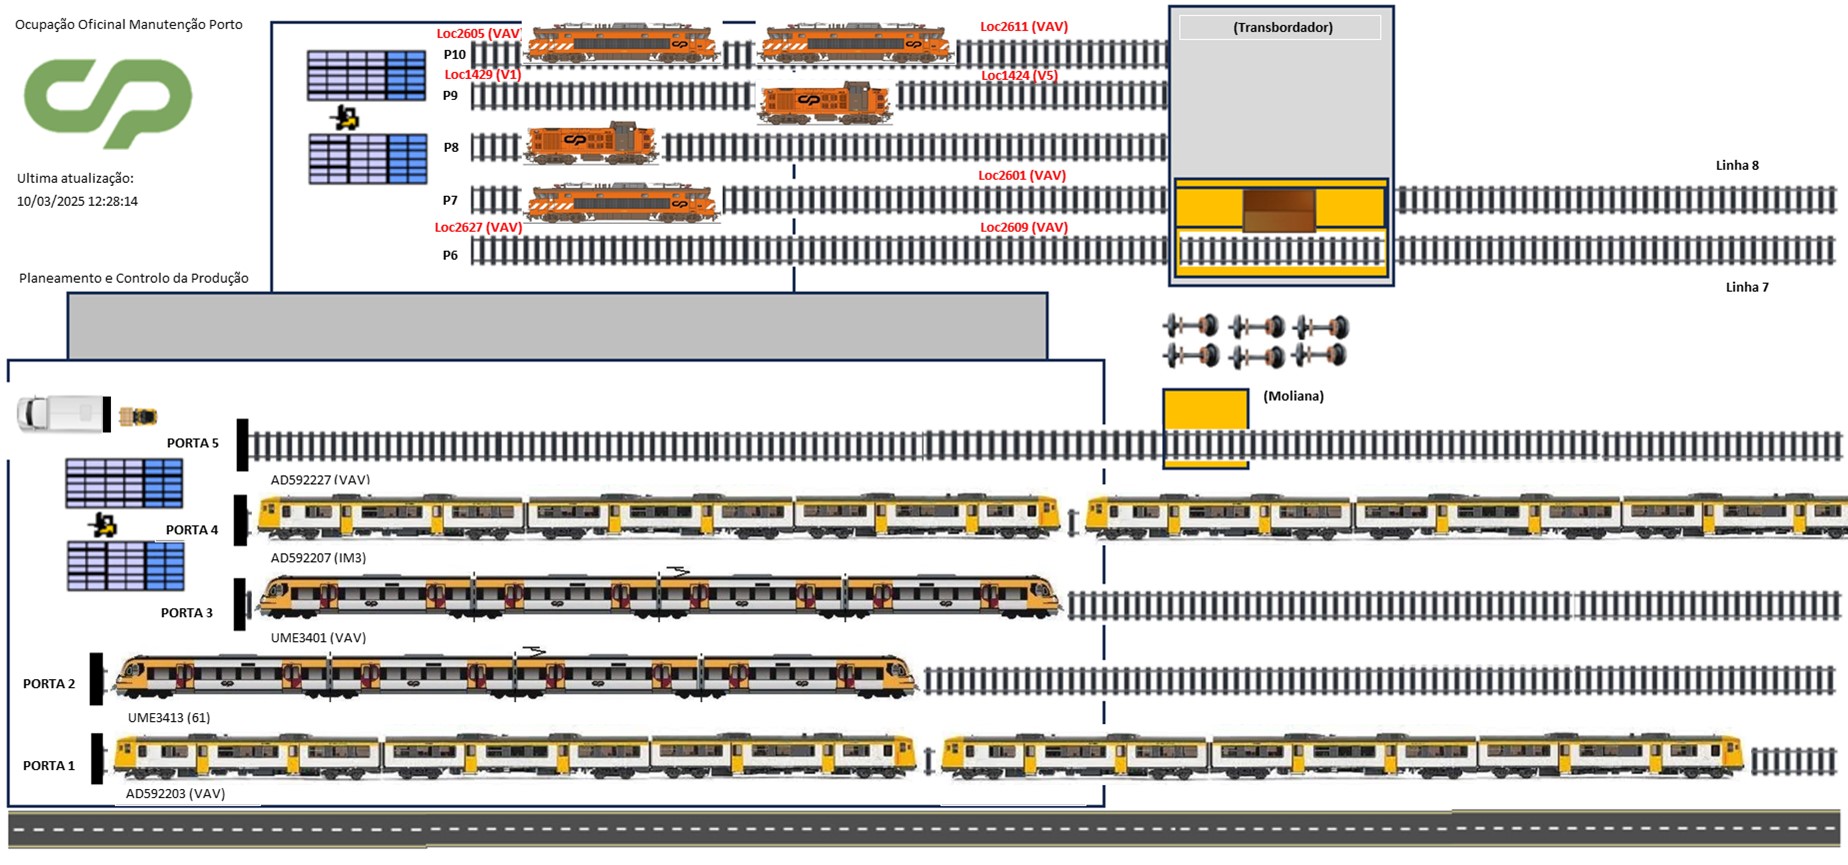 Ocupação Oficinal Manutenção Porto
CP
Ultima atualização:
10/03/2025 12:28:14
Planeamento e Controlo da Produção
Loc2605 (VAV)
Loc2611 (VAV)
P10
Loc1429 (V1)
Loc1424 (V5)
P9
P8
Loc2601 (VAV)
P7
Loc2627 (VAV)
Loc2609 (VAV)
P6
(Transbordador)
Linha 8
Linha 7
(Moliana)
PORTA 5
AD592227 (VAV)
PORTA 4
AD592207 (IM3)
PORTA 3
UME3401 (VAV)
PORTA 2
UME3413 (61)
PORTA 1
AD592203 (VAV)